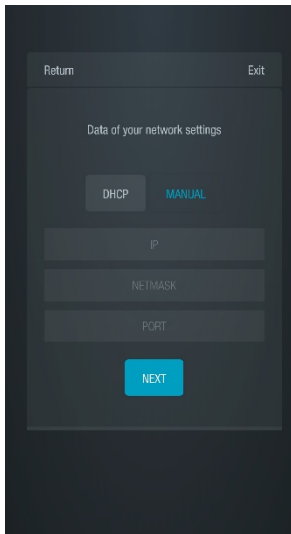 Return Exit
Data of your network settings
DHCP MANUAL
IP
NETMASK
PORT
NEXT